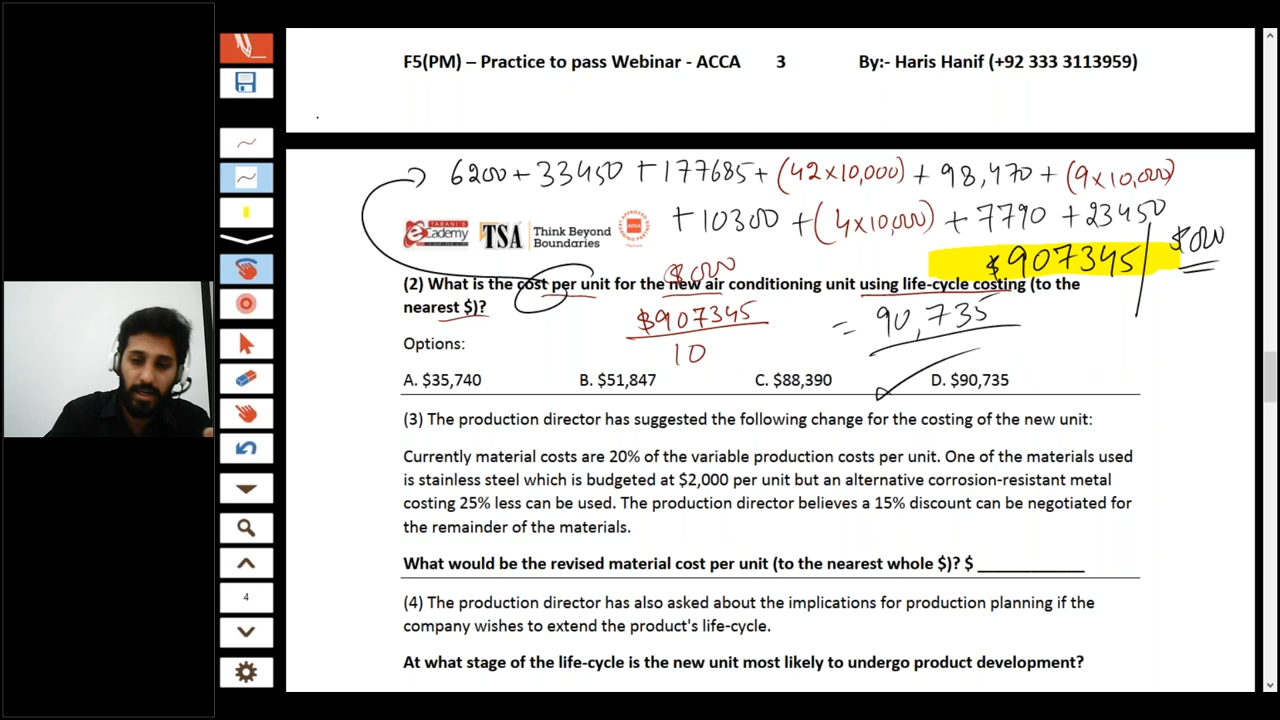 F5(PM) – Practice to pass Webinar - ACCA 3 By:- Haris Hanif (+92 333 3113959)
6200 + 33450 + 177685 + (42 x 10,000) + 98,470 + (9 x 10,000)
+ 10300 + (4 x 10,000) + 7790 + 23450
TABANI'S
eCademy TSA Think Beyond
Boundaries
ACCA
$907345 $000
$000
(2) What is the cost per unit for the new air conditioning unit using life-cycle costing (to the
nearest $)?
$907345 = 90,735
10
Options:
A. $35,740 B. $51,847 C. $88,390 D. $90,735
(3) The production director has suggested the following change for the costing of the new unit:
Currently material costs are 20% of the variable production costs per unit. One of the materials used
is stainless steel which is budgeted at $2,000 per unit but an alternative corrosion-resistant metal
costing 25% less can be used. The production director believes a 15% discount can be negotiated for
the remainder of the materials.
What would be the revised material cost per unit (to the nearest whole $)? $ ____________
(4) The production director has also asked about the implications for production planning if the
company wishes to extend the product's life-cycle.
At what stage of the life-cycle is the new unit most likely to undergo product development?
4